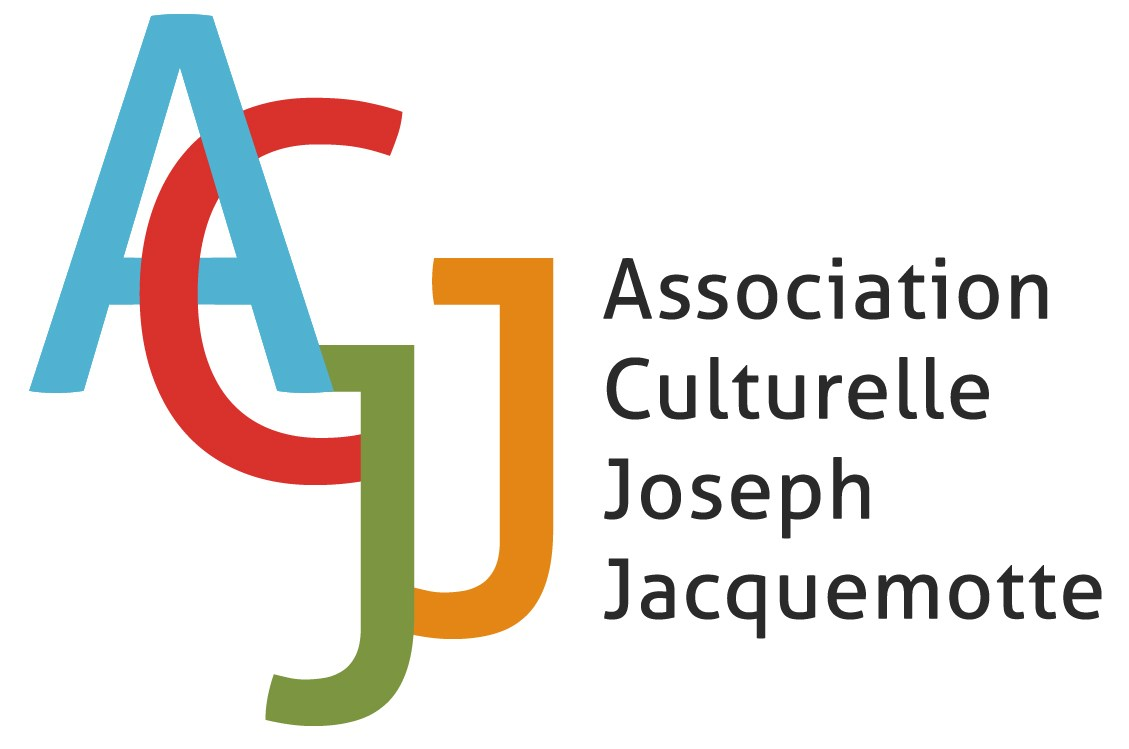 ACJJ
Association
Culturelle
Joseph
Jacquemotte